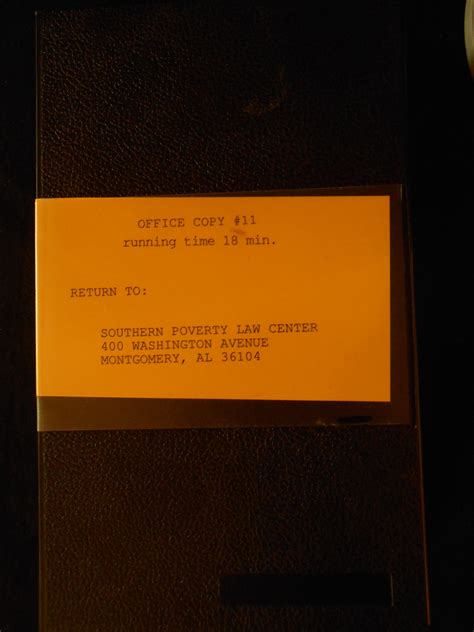 OFFICE COPY #11
running time 18 min.
RETURN TO:
SOUTHERN POVERTY LAW CENTER
400 WASHINGTON AVENUE
MONTGOMERY, AL 36104